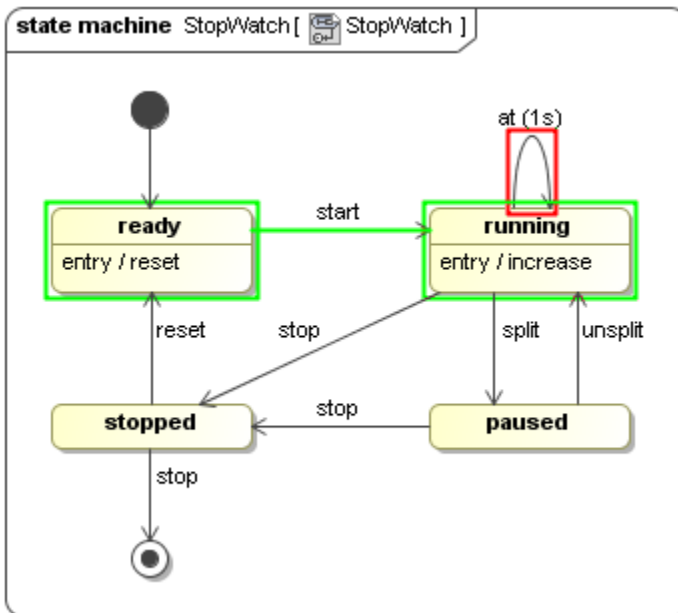 state machine StopWatch [ StopWatch ]
at (1s)
ready
start
running
entry / reset
entry / increase
reset
stop
split
unsplit
stopped
stop
paused
stop